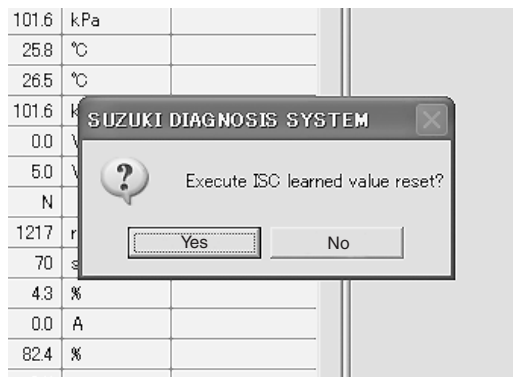 101.6 kPa
25.8 ℃
26.5 ℃
101.6 k
SUZUKI DIAGNOSIS SYSTEM
0.0 V
?
Execute ISC learned value reset?
5.0 V
N
1217 r
Yes
No
70 s
4.3 %
0.0 A
82.4 %